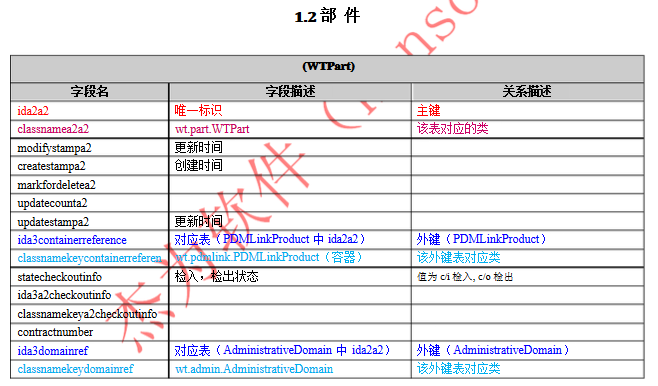 1.2 部 件
(WTPart)
字段名 字段描述 关系描述
ida2a2 唯一标识 主键
classnamea2a2 wt.part.WTPart 该表对应的类
modifystampa2 更新时间
createstampa2 创建时间
markfordeletea2
updatecounta2
updatestampa2 更新时间
ida3containerreference 对应表（PDMLinkProduct 中 ida2a2） 外键（PDMLinkProduct）
classnamekeycontainerreferen wt.pdmlink.PDMLinkProduct（容器） 该外键表对应类
statecheckoutinfo 检入，检出状态 值为 c/i 检入, c/o 检出
ida3a2checkoutinfo
classnamekeya2checkoutinfo
contractnumber
ida3domainref 对应表（AdministrativeDomain 中 ida2a2） 外键（AdministrativeDomain）
classnamekeydomainref wt.admin.AdministrativeDomain 该外键表对应类
杰为软件